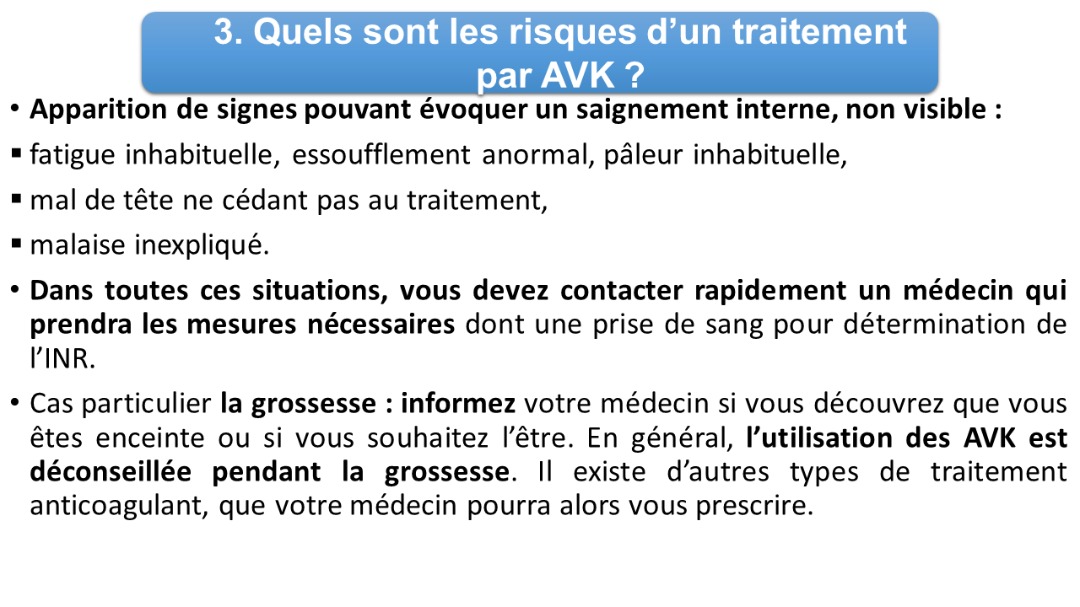 3. Quels sont les risques d’un traitement
par AVK ?
• Apparition de signes pouvant évoquer un saignement interne, non visible :
▪ fatigue inhabituelle, essoufflement anormal, pâleur inhabituelle,
▪ mal de tête ne cédant pas au traitement,
▪ malaise inexpliqué.
• Dans toutes ces situations, vous devez contacter rapidement un médecin qui
prendra les mesures nécessaires dont une prise de sang pour détermination de
l’INR.
• Cas particulier la grossesse : informez votre médecin si vous découvrez que vous
êtes enceinte ou si vous souhaitez l’être. En général, l’utilisation des AVK est
déconseillée pendant la grossesse. Il existe d’autres types de traitement
anticoagulant, que votre médecin pourra alors vous prescrire.